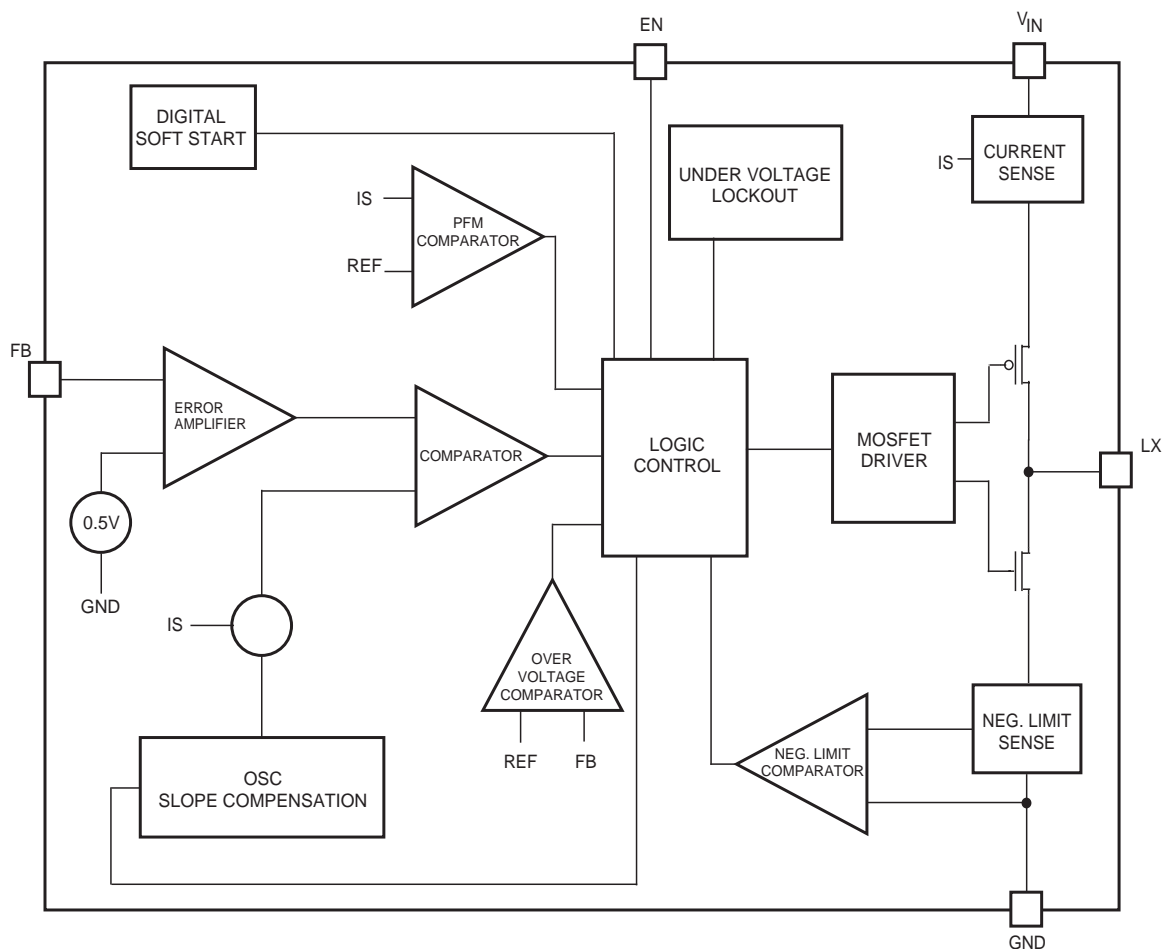 EN
VIN
DIGITAL
SOFT START
UNDER VOLTAGE
LOCKOUT
IS
CURRENT
SENSE
IS
PFM
COMPARATOR
REF
FB
ERROR
AMPLIFIER
COMPARATOR
LOGIC
CONTROL
MOSFET
DRIVER
LX
0.5V
GND
IS
OVER
VOLTAGE
COMPARATOR
REF
FB
NEG. LIMIT
COMPARATOR
NEG. LIMIT
SENSE
OSC
SLOPE COMPENSATION
GND